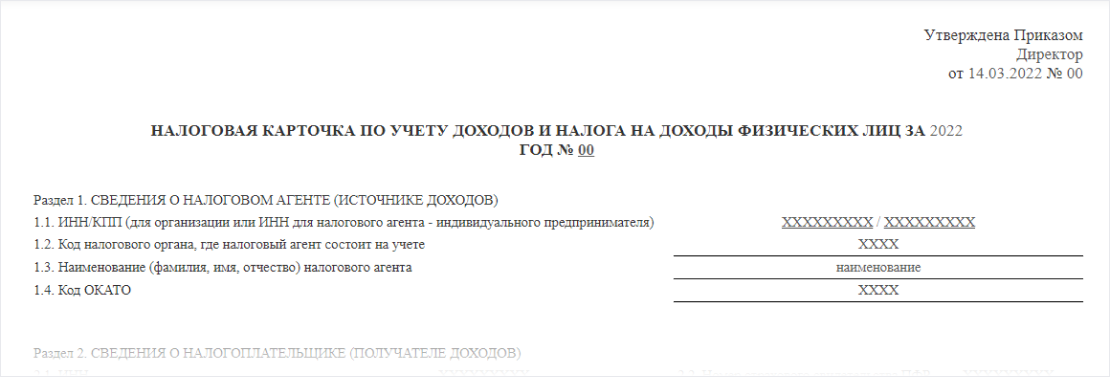 Утверждена Приказом
Директор
от 14.03.2022 № 00
НАЛОГОВАЯ КАРТОЧКА ПО УЧЕТУ ДОХОДОВ И НАЛОГА НА ДОХОДЫ ФИЗИЧЕСКИХ ЛИЦ ЗА 2022
ГОД № 00
Раздел 1. СВЕДЕНИЯ О НАЛОГОВОМ АГЕНТЕ (ИСТОЧНИКЕ ДОХОДОВ)
1.1. ИНН/КПП (для организации или ИНН для налогового агента - индивидуального предпринимателя) XXXXXXXXX / XXXXXXXXX
1.2. Код налогового органа, где налоговый агент состоит на учете XXXX
1.3. Наименование (фамилия, имя, отчество) налогового агента наименование
1.4. Код ОКАТО XXXX
Раздел 2. СВЕДЕНИЯ О НАЛОГОПЛАТЕЛЬЩИКЕ (ПОЛУЧАТЕЛЕ ДОХОДОВ)